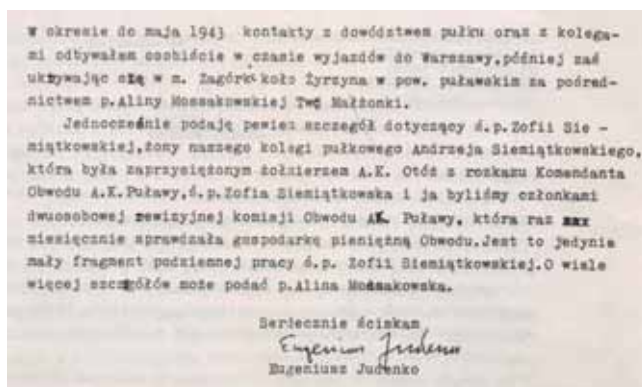 W okresie do maja 1943 kontakty z dowództwem pułku oraz z kolega-
mi odbywałem osobiście w czasie wyjazdów do Warszawy,później zaś
ukrywając się w m. Zagórki koło Żyrzyna w pow. puławskim za pośred-
nictwem p.Aliny Mossakowskiej Twej Małżonki.
Jednocześnie podaję pewien szczegół dotyczący ś.p.Zofii Sie -
miątkowskiej,żony naszego kolegi pułkowego Andrzeja Siemiątkowskiego,
która była zaprzysiężonym żołnierzem A.K. Otóż z rozkazu Komendanta
Obwodu A.K.Puławy,ś.p.Zofia Siemiątkowska i ja byliśmy członkami
dwuosobowej rewizyjnej komisji Obwodu AK Puławy, która raz xxx
miesięcznie sprawdzała gospodarkę pieniężną Obwodu.Jest to jedynie
mały fragment podziemnej pracy ś.p. Zofii Siemiątkowskiej.O wiele
więcej szczegółów może podać p.Alina Mossakowska.
Serdecznie ściskam
Eugeniusz Judenko
Eugeniusz Judenko